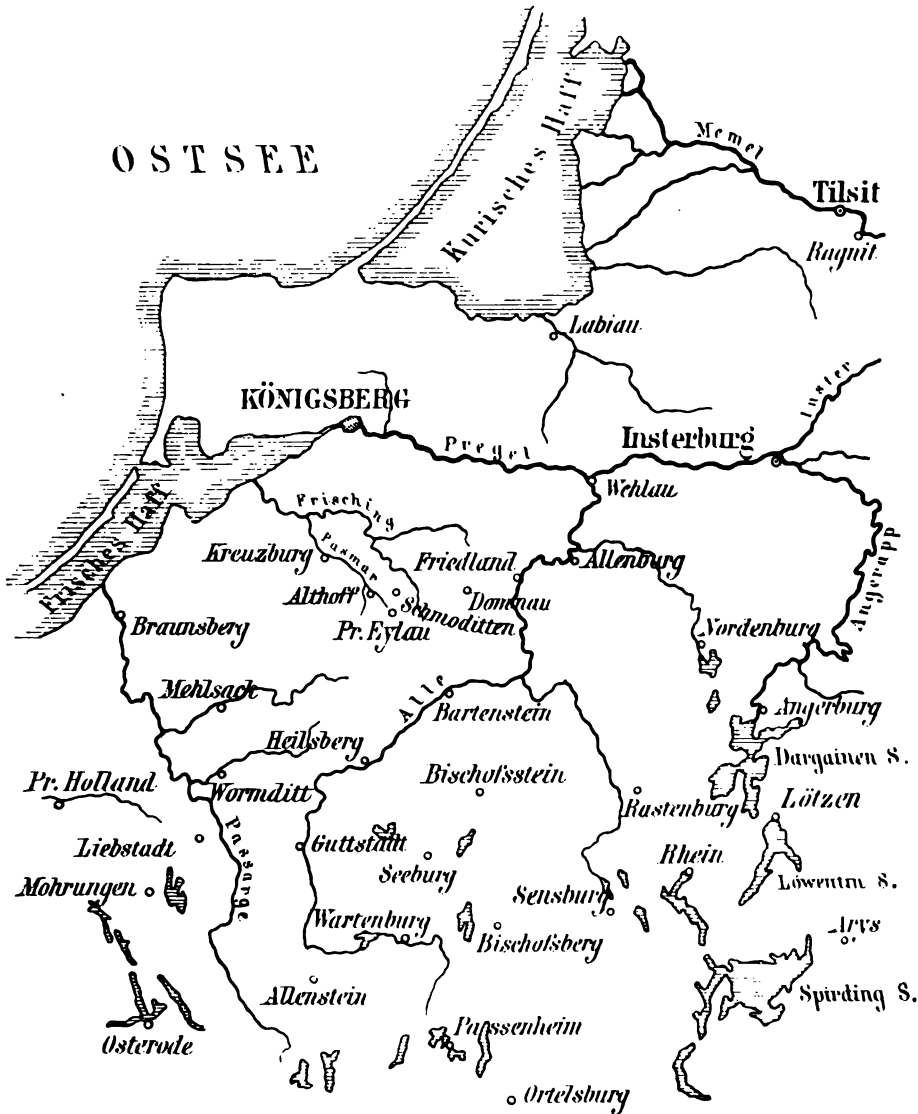 OSTSEE
Kurisches Haff
Memel
Tilsit
Ragnit
Labiau
KÖNIGSBERG
Inster
Pregel
Insterburg
Wehlau
Frisches Haff
Frisching
Kreuzburg
Pasmar
Friedland
Allenburg
Angerapp
Althoff
Schmoditten
Domnau
Pr. Eylau
Braunsberg
Nordenburg
Mehlsack
Alle
Bartenstein
Angerburg
Heilsberg
Dargainen S.
Pr. Holland
Wormditt
Bischofsstein
Rastenburg
Lötzen
Liebstadt
Passarge
Guttstadt
Seeburg
Rhein
Mohrungen
Sensburg
Löwentin S.
Wartenburg
Bischofsberg
Arys
Allenstein
Spirding S.
Osterode
Passenheim
Ortelsburg